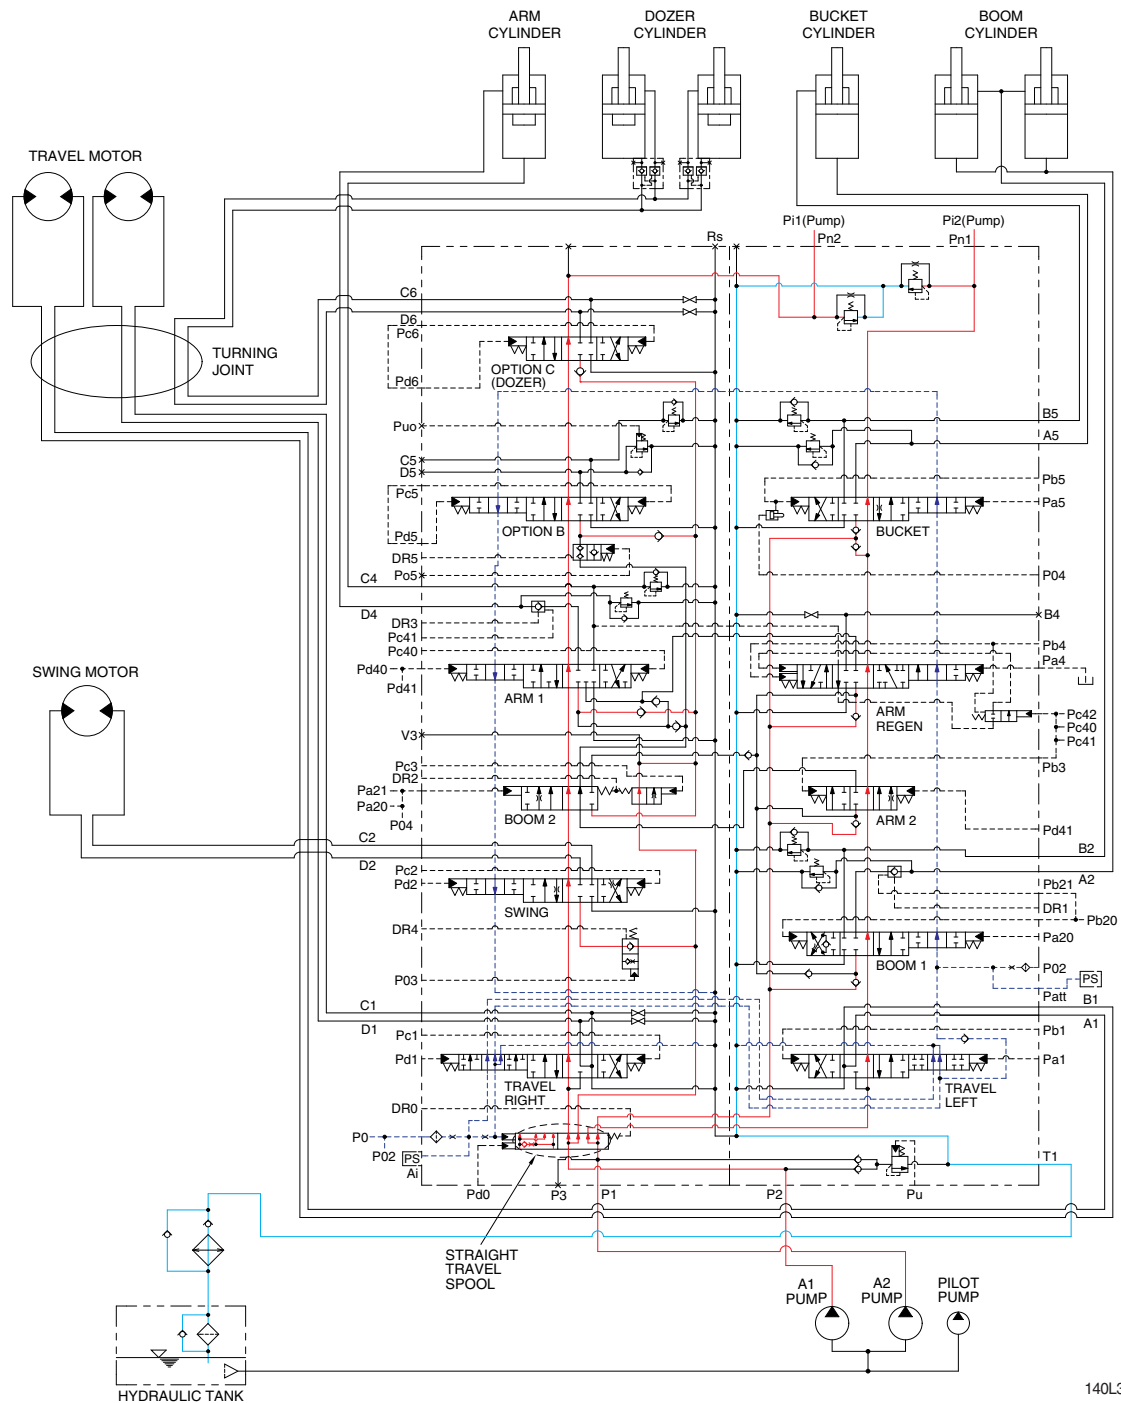 ARM
CYLINDER
DOZER
CYLINDER
BUCKET
CYLINDER
BOOM
CYLINDER
TRAVEL MOTOR
TURNING
JOINT
SWING MOTOR
Pi1(Pump)
Pn2
Pi2(Pump)
Pn1
Rs
C6
D6
Pc6
Pd6
OPTION C
(DOZER)
Puo
C5
D5
Pc5
Pd5
OPTION B
DR5
Po5
C4
D4
DR3
Pc41
Pc40
Pd40
Pd41
ARM 1
V3
Pc3
DR2
Pa21
Pa20
P04
BOOM 2
C2
D2
Pc2
Pd2
SWING
DR4
P03
C1
D1
Pc1
Pd1
TRAVEL
RIGHT
DR0
P0
P02
PS
Ai
Pd0
P3
P1
P2
Pu
B5
A5
Pb5
Pa5
BUCKET
P04
B4
Pb4
Pa4
ARM
REGEN
Pc42
Pc40
Pc41
Pb3
ARM 2
Pd41
B2
A2
Pb21
DR1
Pb20
Pa20
BOOM 1
P02
PS
Patt
B1
A1
Pb1
Pa1
TRAVEL
LEFT
T1
STRAIGHT
TRAVEL
SPOOL
A1
PUMP
A2
PUMP
PILOT
PUMP
HYDRAULIC TANK
140L3